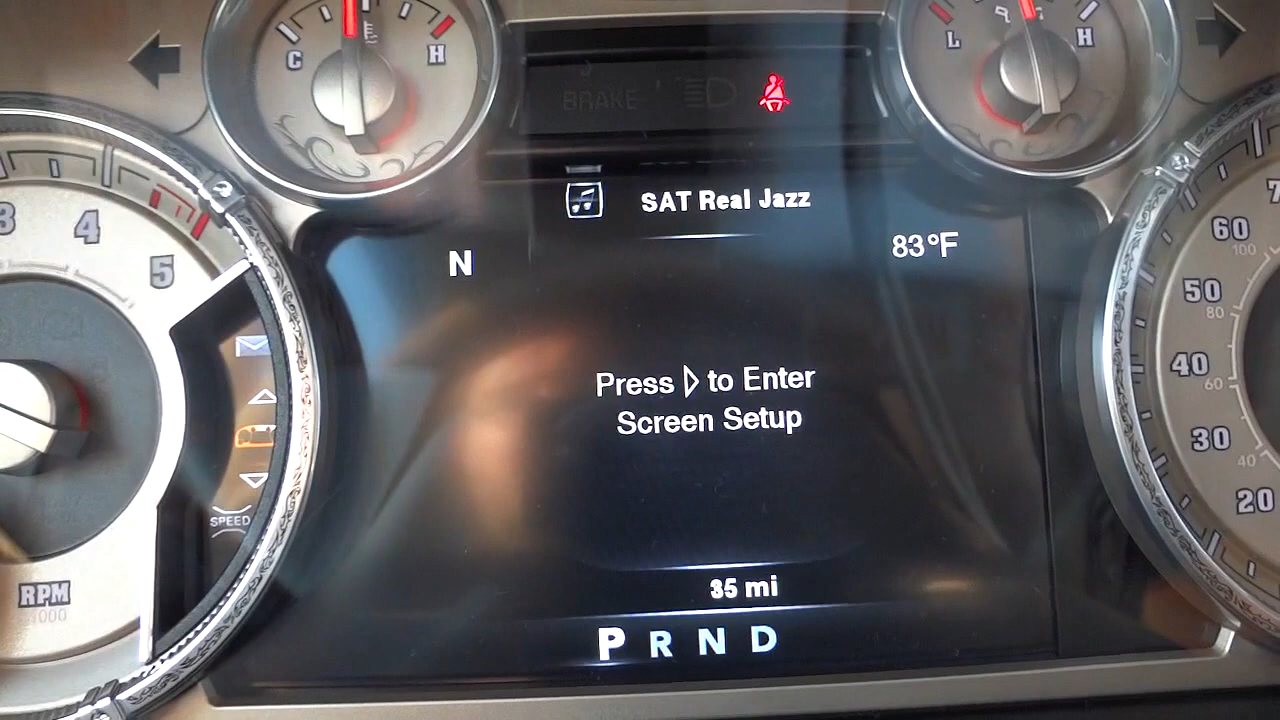 C H
L H
BRAKE
SAT Real Jazz
N
83°F
Press ▷ to Enter
Screen Setup
35 mi
P R N D
3 4 5
SPEED
RPM
60
100
50
80
40
60
30
40
20